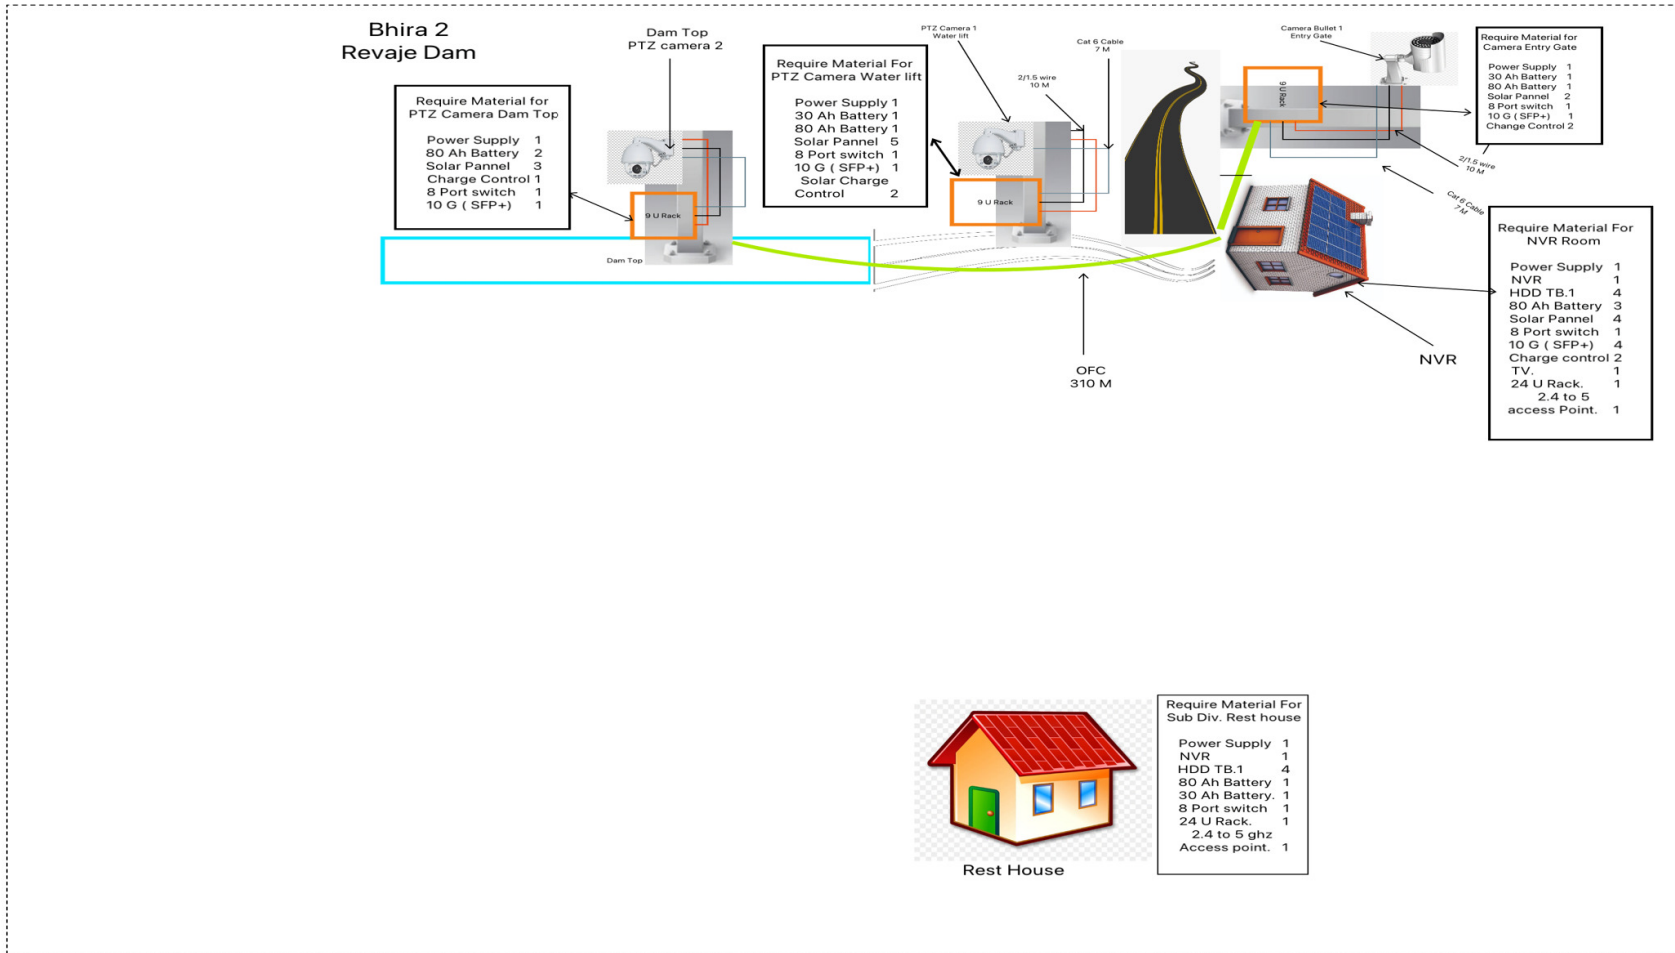 Bhira 2
Revaje Dam
Dam Top
PTZ camera 2
Require Material for
PTZ Camera Dam Top
Power Supply 1
80 Ah Battery 2
Solar Pannel 3
Charge Control 1
8 Port switch 1
10 G ( SFP+) 1
9 U Rack
Dam Top
Require Material For
PTZ Camera Water lift
Power Supply 1
30 Ah Battery 1
80 Ah Battery 1
Solar Pannel 5
8 Port switch 1
10 G ( SFP+) 1
Solar Charge
Control 2
PTZ Camera 1
Water lift
2/1.5 wire
10 M
Cat 6 Cable
7 M
9 U Rack
OFC
310 M
Camera Bullet 1
Entry Gate
9 U Rack
Require Material for
Camera Entry Gate
Power Supply 1
30 Ah Battery 1
80 Ah Battery 1
Solar Pannel 2
8 Port switch 1
10 G ( SFP+) 1
Change Control 2
2/1.5 wire
10 M
Cat 6 Cable
7 M
NVR
Require Material For
NVR Room
Power Supply 1
NVR 1
HDD TB.1 4
80 Ah Battery 3
Solar Pannel 4
8 Port switch 1
10 G ( SFP+) 4
Charge control 2
TV. 1
24 U Rack. 1
2.4 to 5
access Point. 1
Rest House
Require Material For
Sub Div. Rest house
Power Supply 1
NVR 1
HDD TB.1 4
80 Ah Battery 1
30 Ah Battery. 1
8 Port switch 1
24 U Rack. 1
2.4 to 5 ghz
Access point. 1